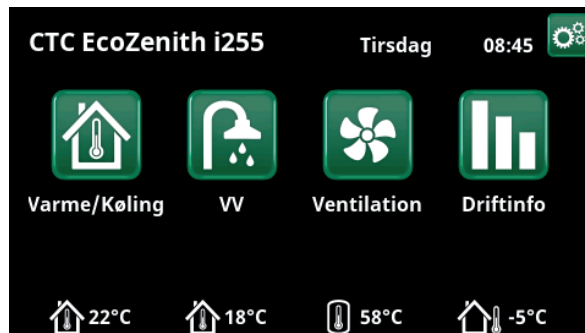 CTC EcoZenith i255 Tirsdag 08:45
Varme/Køling VV Ventilation Driftinfo
22°C 18°C 58°C -5°C